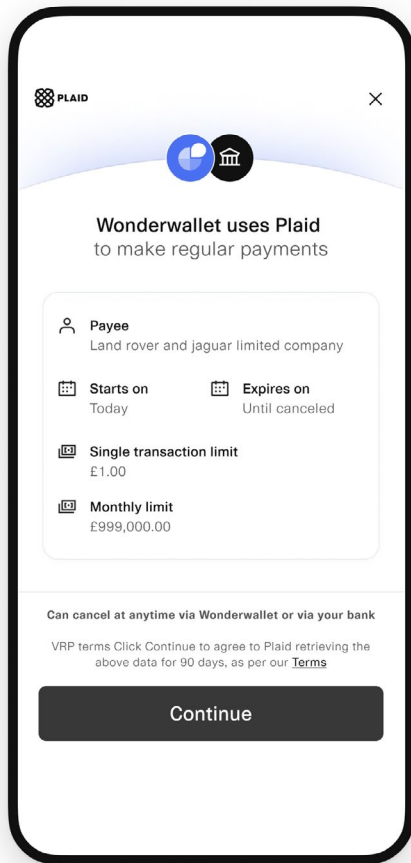 PLAID
Wonderwallet uses Plaid
to make regular payments
Payee
Land rover and jaguar limited company
Starts on
Today
Expires on
Until canceled
Single transaction limit
£1.00
Monthly limit
£999,000.00
Can cancel at anytime via Wonderwallet or via your bank
VRP terms Click Continue to agree to Plaid retrieving the
above data for 90 days, as per our Terms
Continue